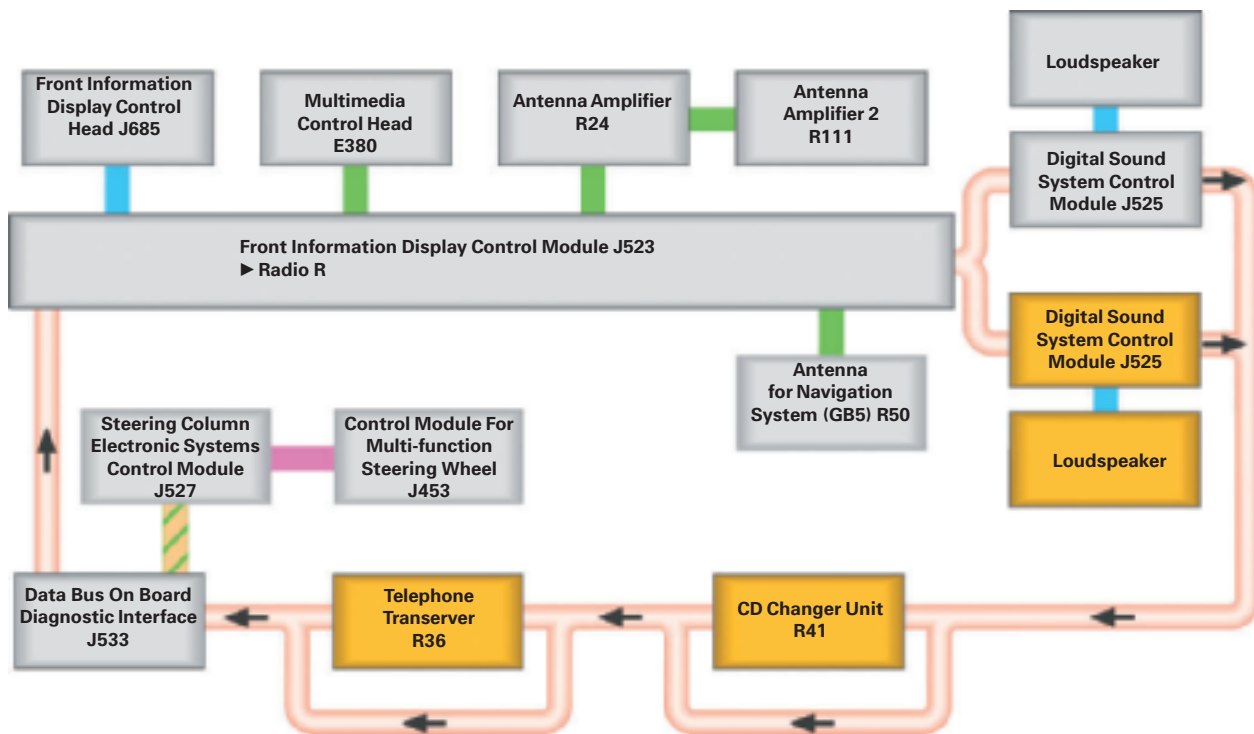 Front Information
Display Control
Head J685
Multimedia
Control Head
E380
Antenna Amplifier
R24
Antenna
Amplifier 2
R111
Loudspeaker
Digital Sound
System Control
Module J525
Front Information Display Control Module J523
► Radio R
Digital Sound
System Control
Module J525
Loudspeaker
Antenna
for Navigation
System (GB5) R50
Steering Column
Electronic Systems
Control Module
J527
Control Module For
Multi-function
Steering Wheel
J453
Data Bus On Board
Diagnostic Interface
J533
Telephone
Transerver
R36
CD Changer Unit
R41